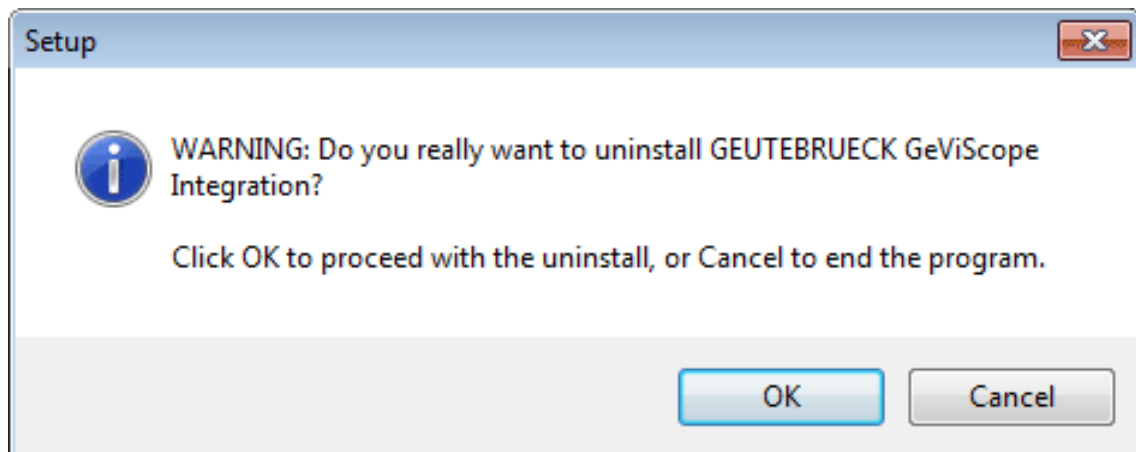 Setup
WARNING: Do you really want to uninstall GEUTEBRUECK GeViScope
Integration?
Click OK to proceed with the uninstall, or Cancel to end the program.
OK
Cancel